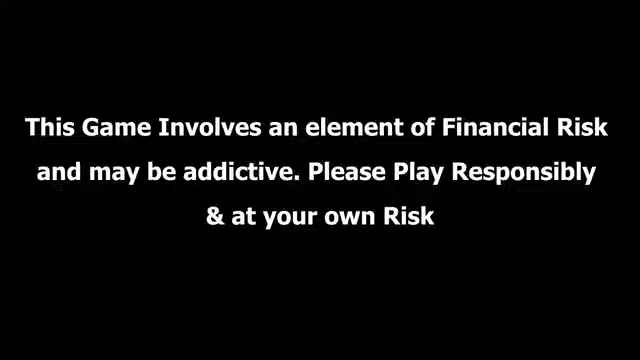 This Game Involves an element of Financial Risk
and may be addictive. Please Play Responsibly
& at your own Risk